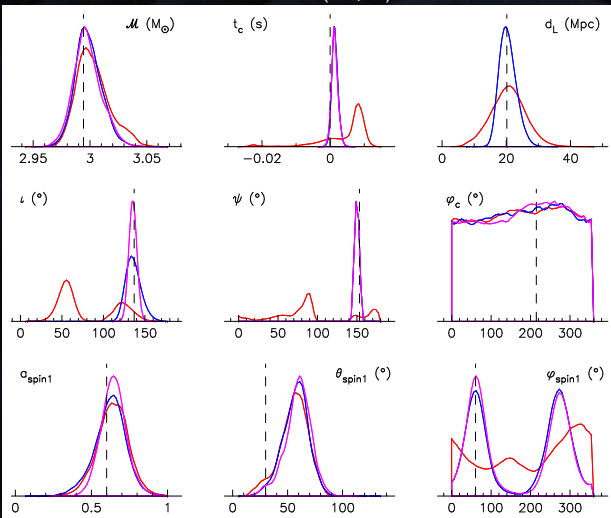 ℳ (M☉) t_c (s) d_L (Mpc)
2.95 3 3.05 −0.02 0 0 20 40
ι (°) ψ (°) φ_c (°)
0 50 100 150 0 50 100 150 0 100 200 300
a_spin1 θ_spin1 (°) φ_spin1 (°)
0 0.5 1 0 50 100 0 100 200 300